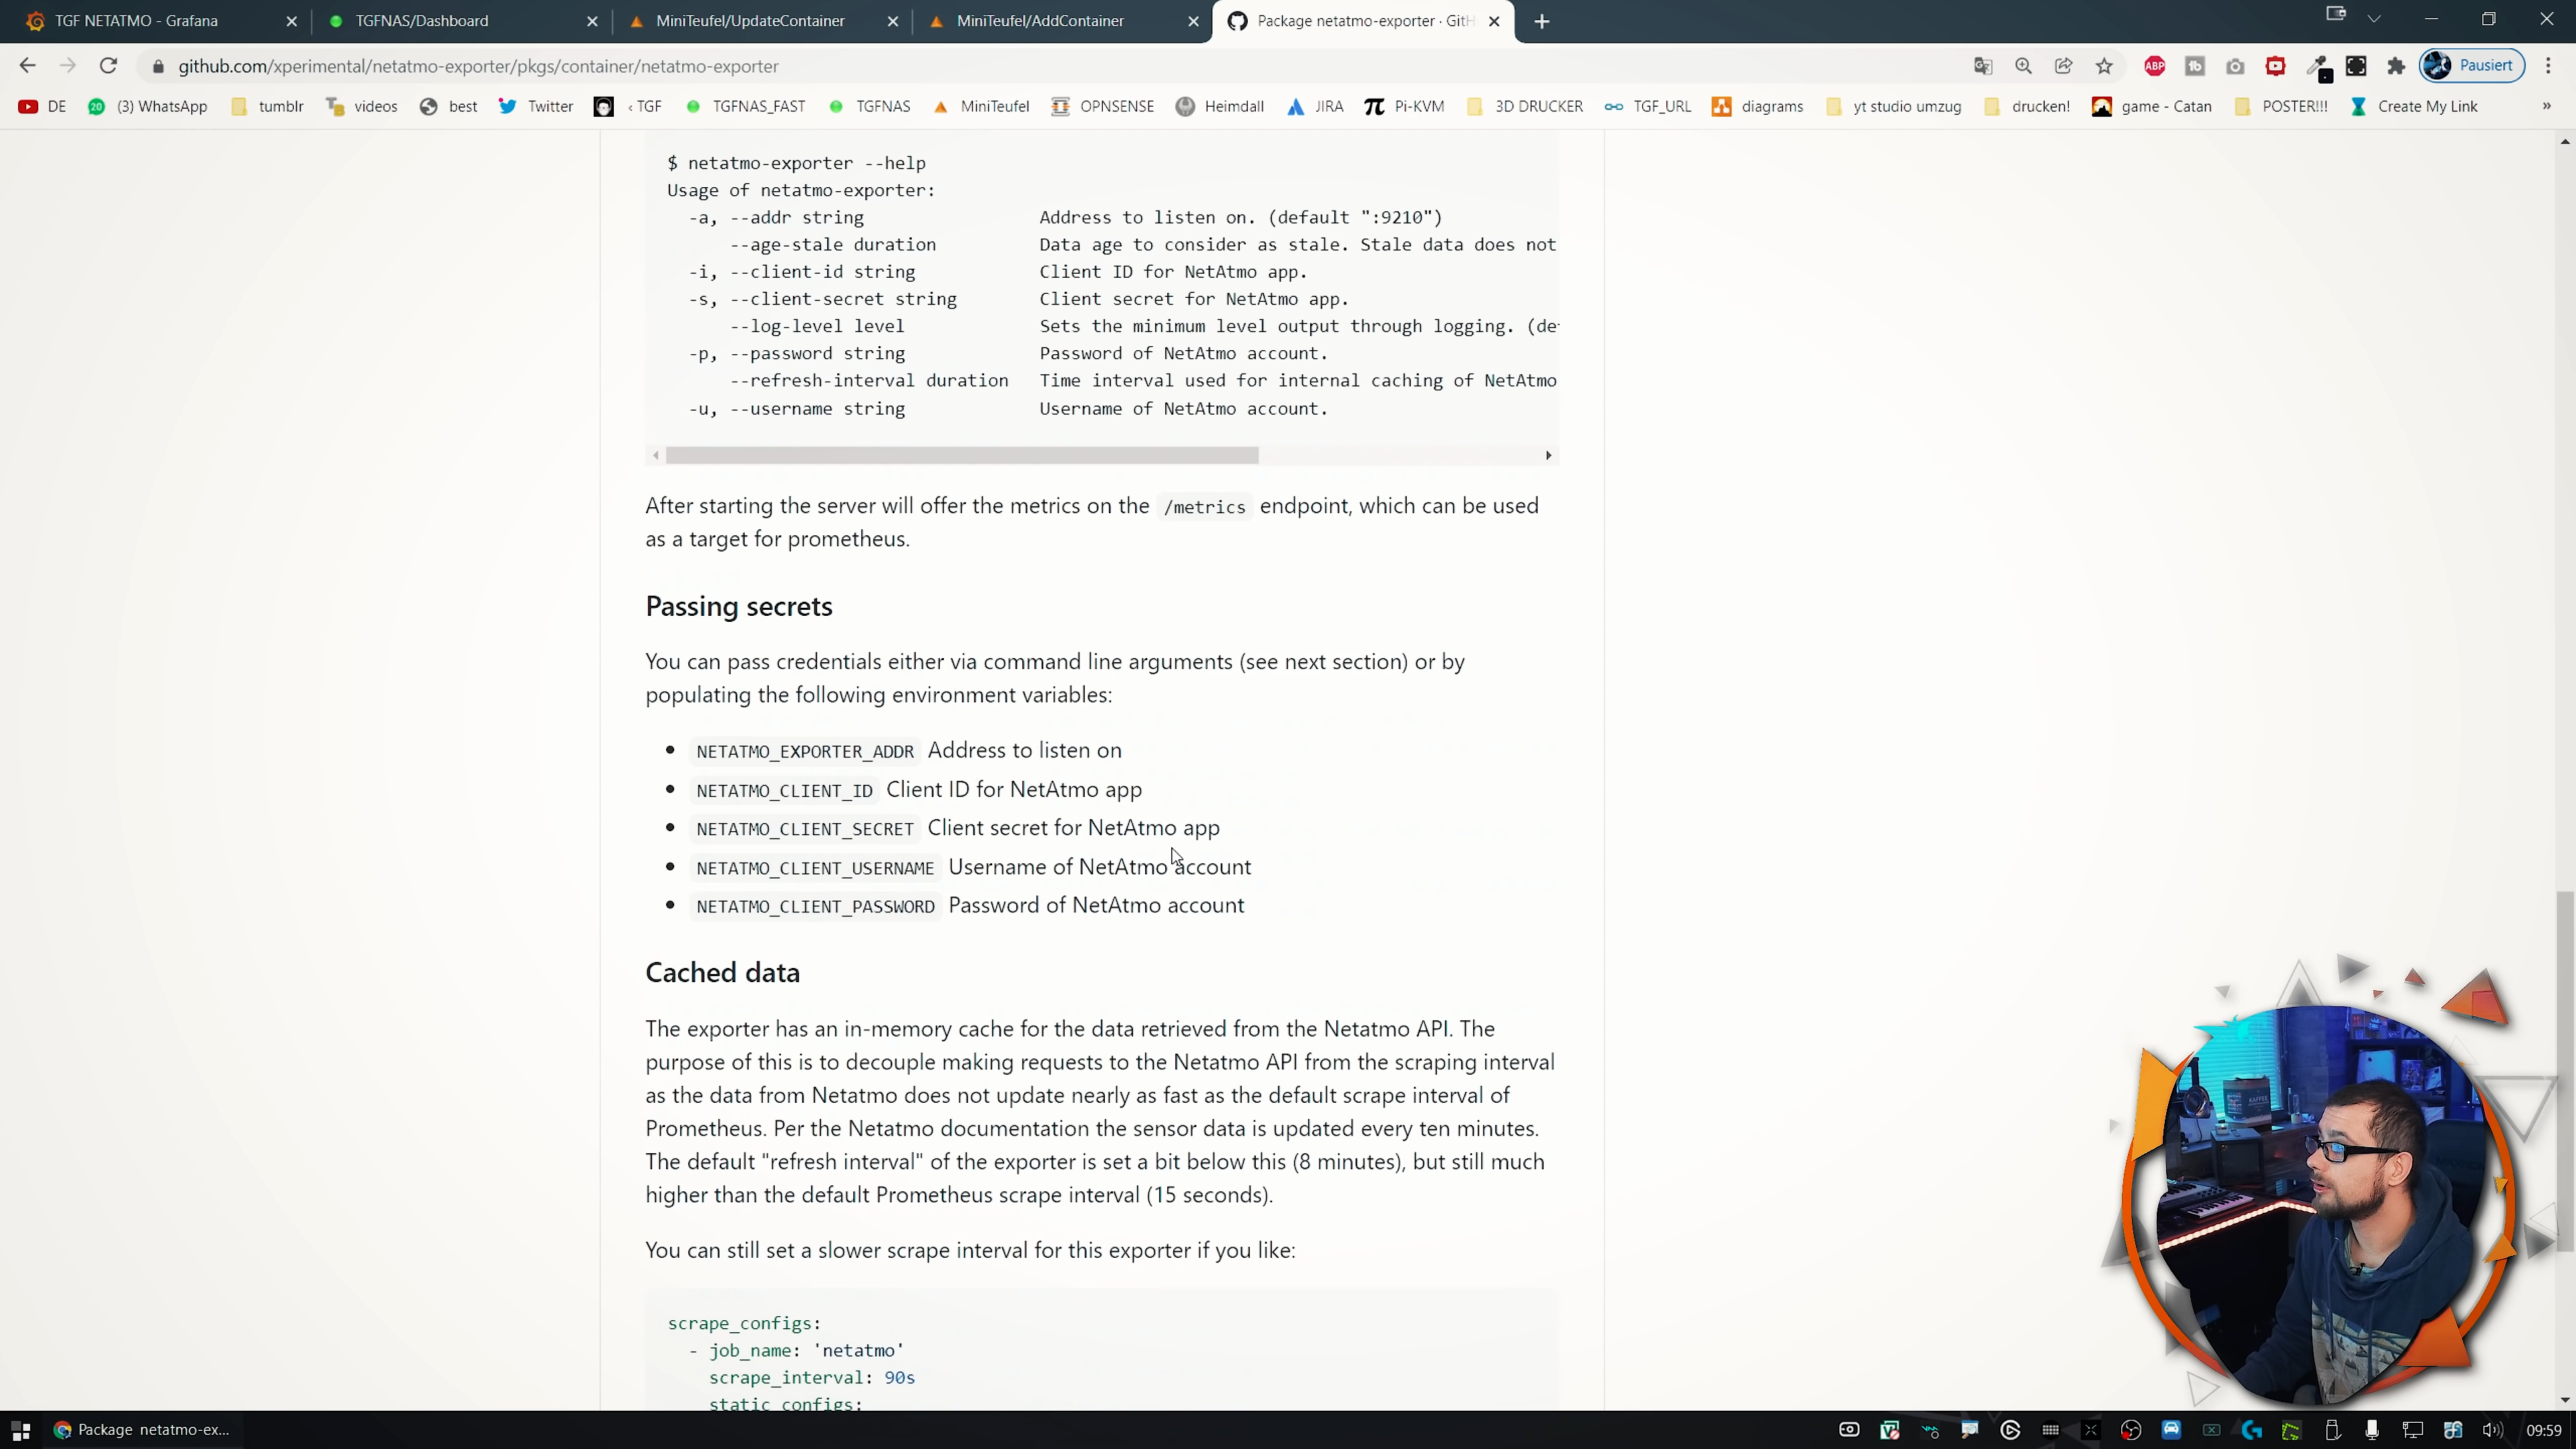 TGF NETATMO - Grafana
TGFNAS/Dashboard
MiniTeufel/UpdateContainer
MiniTeufel/AddContainer
Package netatmo-exporter · GitH
github.com/xperimental/netatmo-exporter/pkgs/container/netatmo-exporter
ABP
Pausiert
DE
20
(3) WhatsApp
tumblr
videos
best
Twitter
‹ TGF
TGFNAS_FAST
TGFNAS
MiniTeufel
OPNSENSE
Heimdall
JIRA
Pi-KVM
3D DRUCKER
TGF_URL
diagrams
yt studio umzug
drucken!
game - Catan
POSTER!!!
Create My Link
»
$ netatmo-exporter --help
Usage of netatmo-exporter:
-a, --addr string Address to listen on. (default ":9210")
--age-stale duration Data age to consider as stale. Stale data does not
-i, --client-id string Client ID for NetAtmo app.
-s, --client-secret string Client secret for NetAtmo app.
--log-level level Sets the minimum level output through logging. (de
-p, --password string Password of NetAtmo account.
--refresh-interval duration Time interval used for internal caching of NetAtmo
-u, --username string Username of NetAtmo account.
After starting the server will offer the metrics on the /metrics endpoint, which can be used
as a target for prometheus.
Passing secrets
You can pass credentials either via command line arguments (see next section) or by
populating the following environment variables:
• NETATMO_EXPORTER_ADDR Address to listen on
• NETATMO_CLIENT_ID Client ID for NetAtmo app
• NETATMO_CLIENT_SECRET Client secret for NetAtmo app
• NETATMO_CLIENT_USERNAME Username of NetAtmo account
• NETATMO_CLIENT_PASSWORD Password of NetAtmo account
Cached data
The exporter has an in-memory cache for the data retrieved from the Netatmo API. The
purpose of this is to decouple making requests to the Netatmo API from the scraping interval
as the data from Netatmo does not update nearly as fast as the default scrape interval of
Prometheus. Per the Netatmo documentation the sensor data is updated every ten minutes.
The default "refresh interval" of the exporter is set a bit below this (8 minutes), but still much
higher than the default Prometheus scrape interval (15 seconds).
You can still set a slower scrape interval for this exporter if you like:
scrape_configs:
- job_name: 'netatmo'
scrape_interval: 90s
static_configs:
KAFFEE
Package netatmo-ex...
09:59